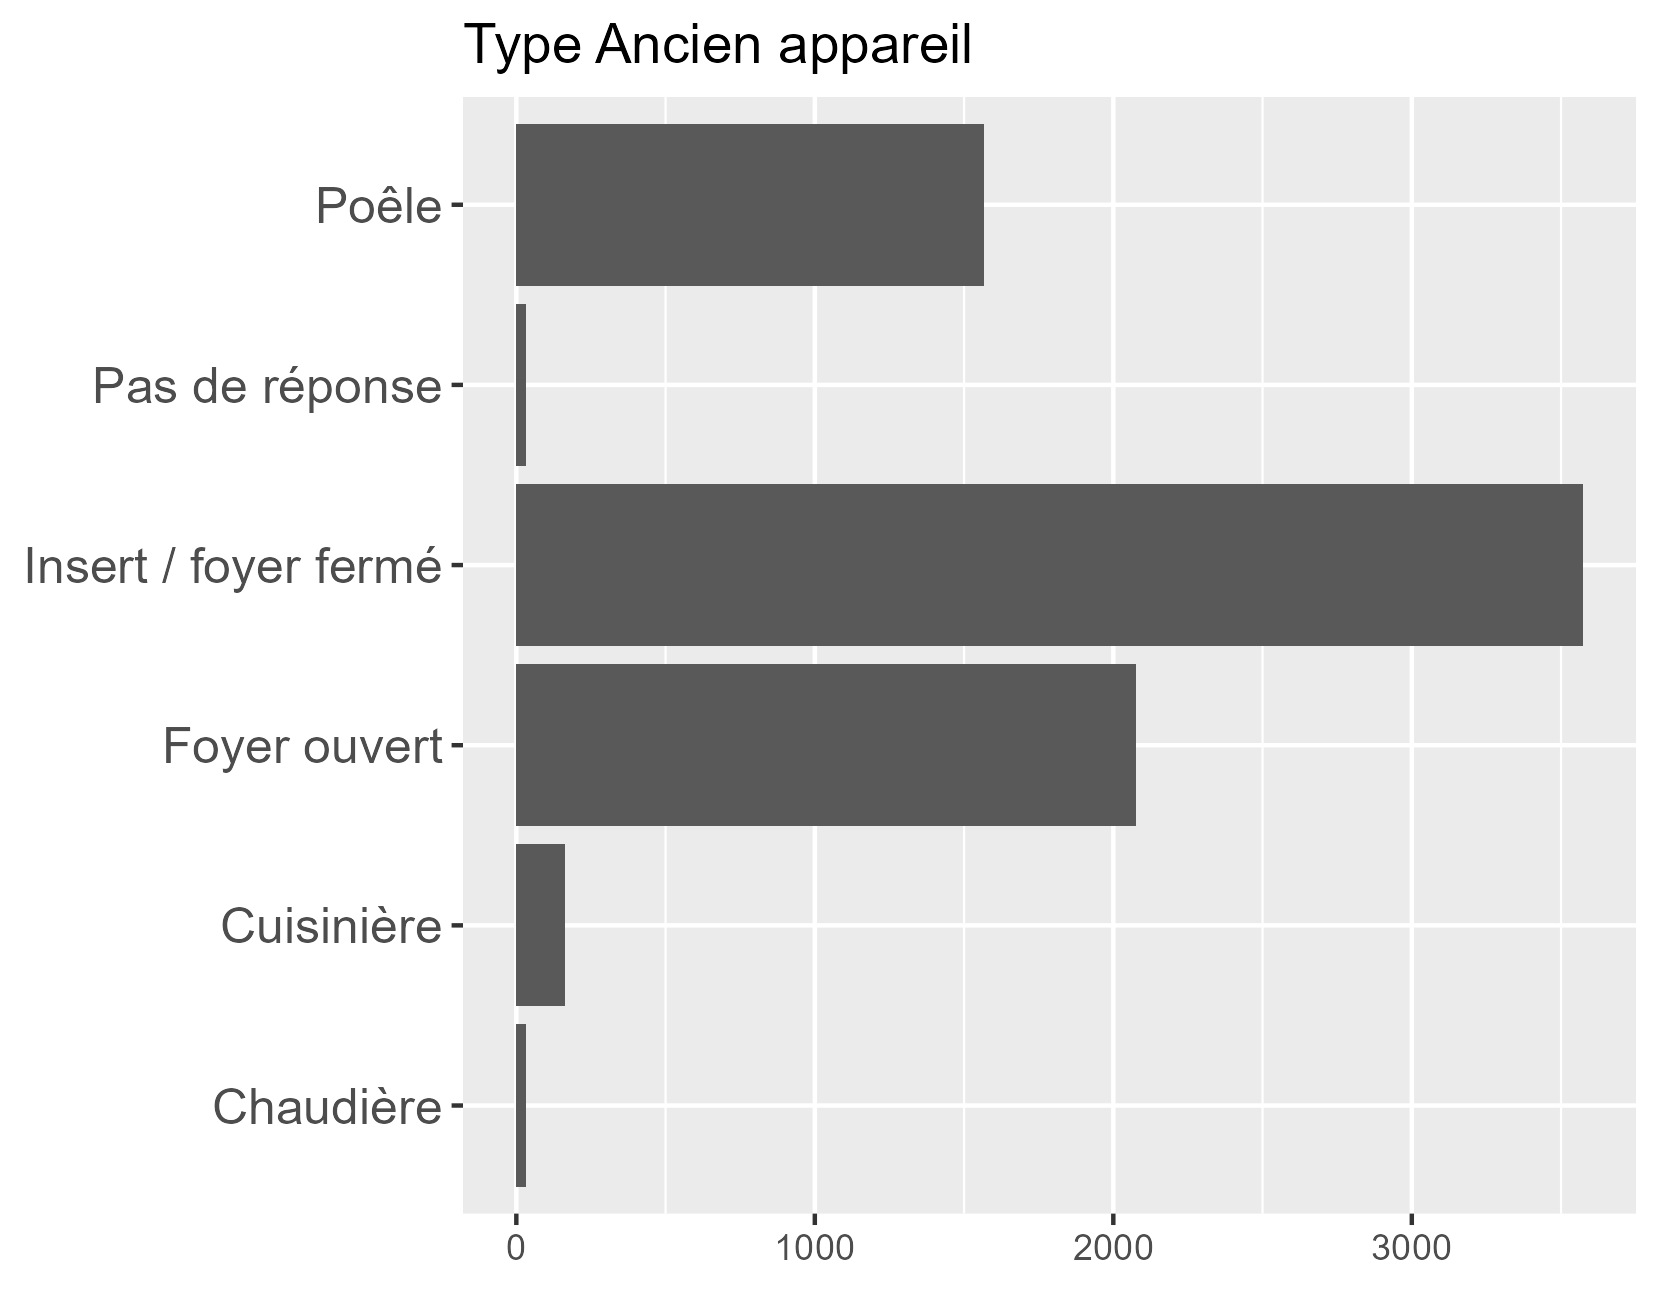 Type Ancien appareil
Poêle
Pas de réponse
Insert / foyer fermé
Foyer ouvert
Cuisinière
Chaudière
0 1000 2000 3000